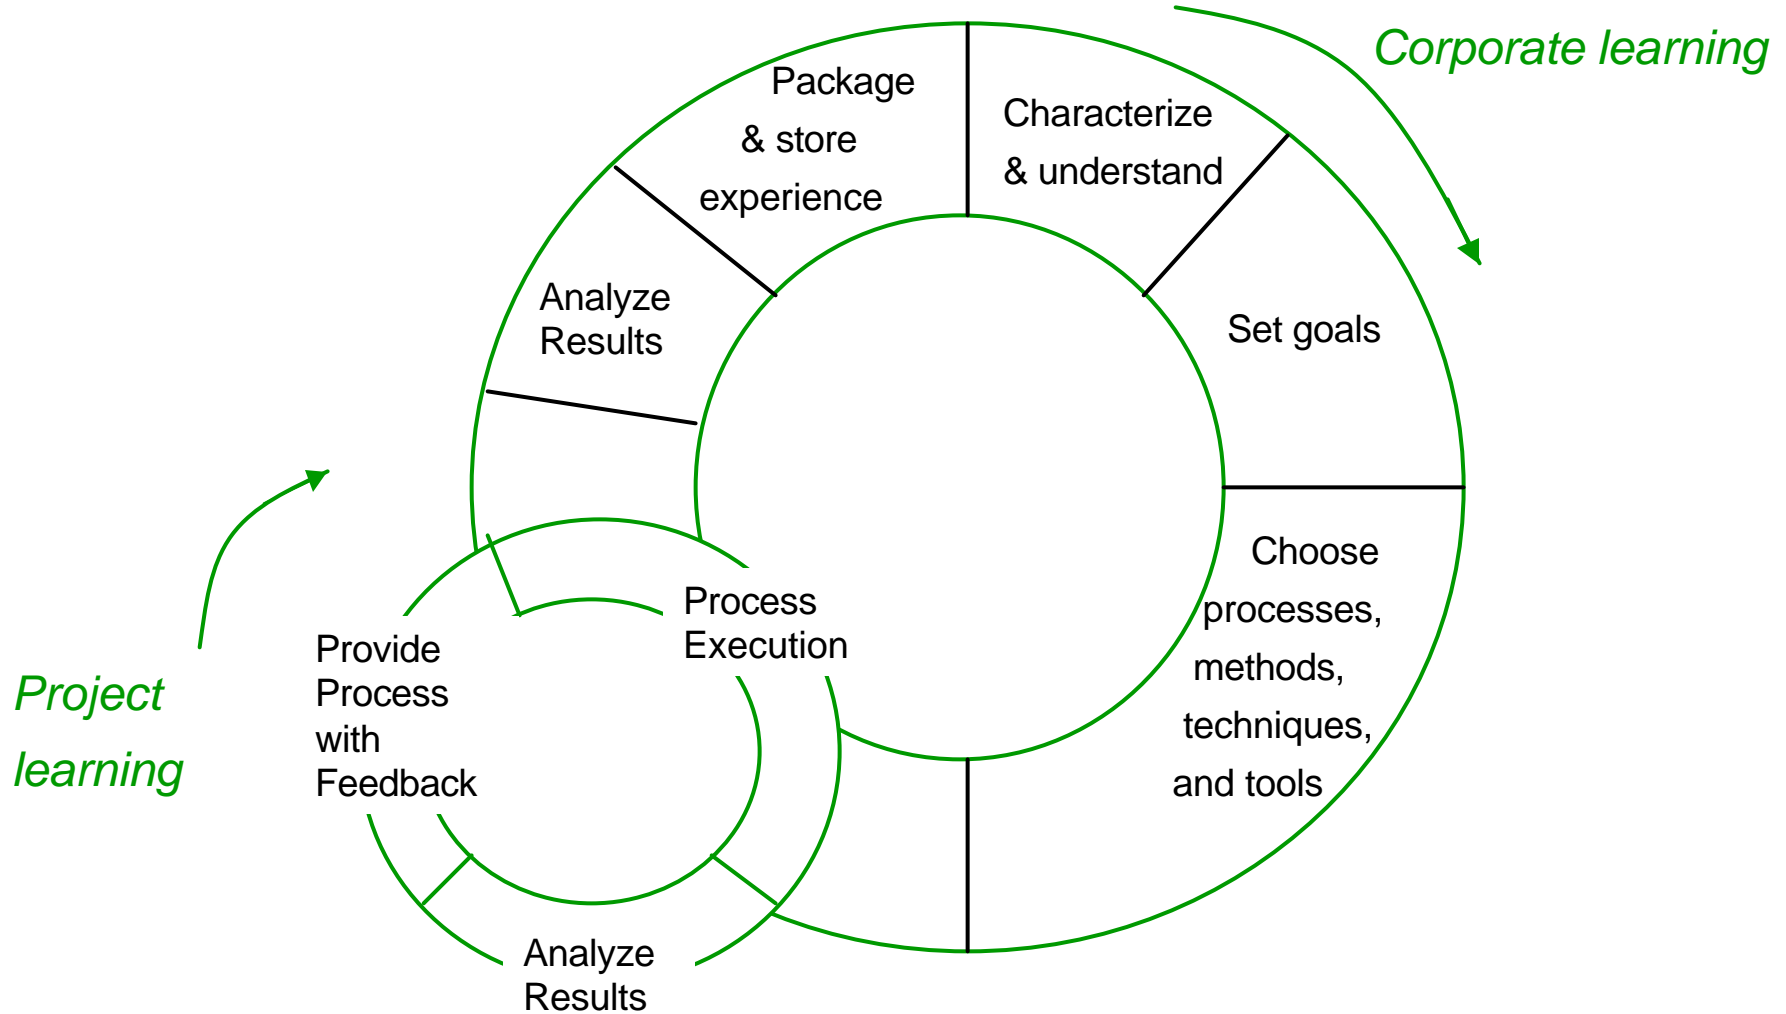 Corporate learning
Package
& store
experience
Characterize
& understand
Analyze
Results
Set goals
Choose
processes,
methods,
techniques,
and tools
Process
Execution
Provide
Process
with
Feedback
Project
learning
Analyze
Results